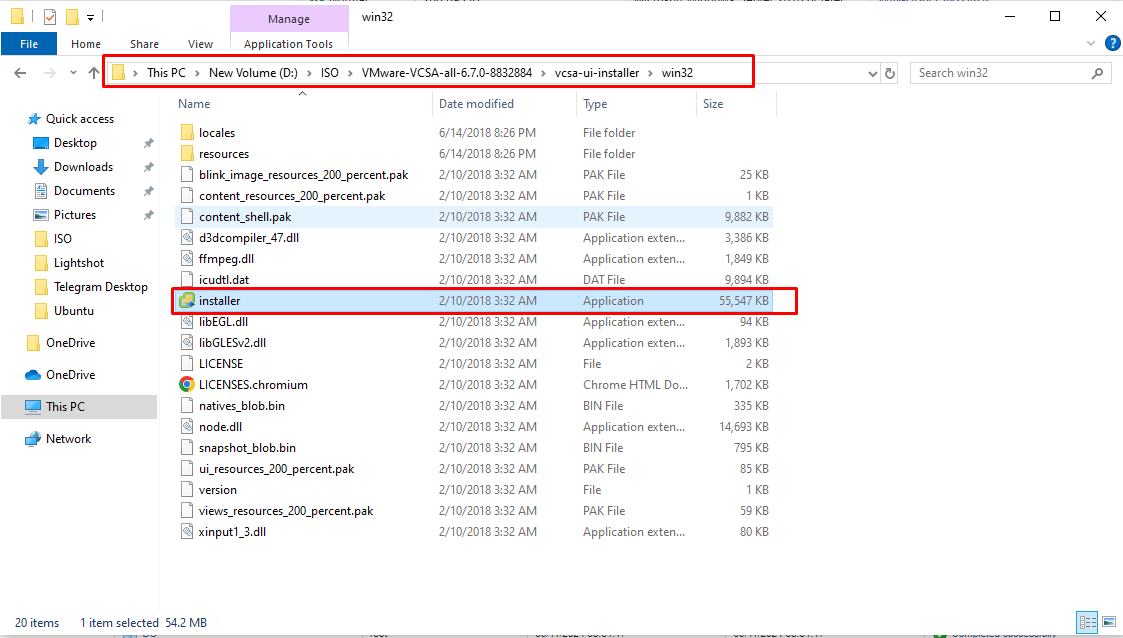 Manage
win32
File
Home
Share
View
Application Tools
This PC > New Volume (D:) > ISO > VMware-VCSA-all-6.7.0-8832884 > vcsa-ui-installer > win32
Search win32
Name
Date modified
Type
Size
Quick access
Desktop
Downloads
Documents
Pictures
ISO
Lightshot
Telegram Desktop
Ubuntu
OneDrive
OneDrive
This PC
Network
locales 6/14/2018 8:26 PM File folder
resources 6/14/2018 8:26 PM File folder
blink_image_resources_200_percent.pak 2/10/2018 3:32 AM PAK File 25 KB
content_resources_200_percent.pak 2/10/2018 3:32 AM PAK File 1 KB
content_shell.pak 2/10/2018 3:32 AM PAK File 9,882 KB
d3dcompiler_47.dll 2/10/2018 3:32 AM Application exten... 3,386 KB
ffmpeg.dll 2/10/2018 3:32 AM Application exten... 1,849 KB
icudtl.dat 2/10/2018 3:32 AM DAT File 9,894 KB
installer 2/10/2018 3:32 AM Application 55,547 KB
libEGL.dll 2/10/2018 3:32 AM Application exten... 94 KB
libGLESv2.dll 2/10/2018 3:32 AM Application exten... 1,893 KB
LICENSE 2/10/2018 3:32 AM File 2 KB
LICENSES.chromium 2/10/2018 3:32 AM Chrome HTML Do... 1,702 KB
natives_blob.bin 2/10/2018 3:32 AM BIN File 335 KB
node.dll 2/10/2018 3:32 AM Application exten... 14,693 KB
snapshot_blob.bin 2/10/2018 3:32 AM BIN File 795 KB
ui_resources_200_percent.pak 2/10/2018 3:32 AM PAK File 85 KB
version 2/10/2018 3:32 AM File 1 KB
views_resources_200_percent.pak 2/10/2018 3:32 AM PAK File 59 KB
xinput1_3.dll 2/10/2018 3:32 AM Application exten... 80 KB
20 items
1 item selected 54.2 MB